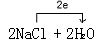 2e
2NaCl + 2H₂O